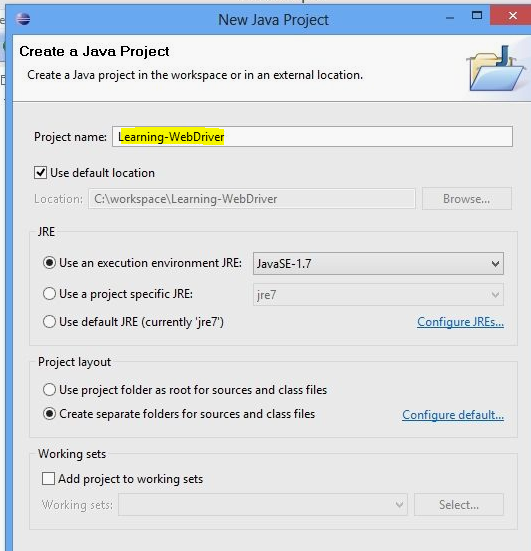 New Java Project
Create a Java Project
Create a Java project in the workspace or in an external location.
Project name: Learning-WebDriver
Use default location
Location: C:\workspace\Learning-WebDriver Browse...
JRE
Use an execution environment JRE: JavaSE-1.7
Use a project specific JRE: jre7
Use default JRE (currently 'jre7') Configure JREs...
Project layout
Use project folder as root for sources and class files
Create separate folders for sources and class files Configure default...
Working sets
Add project to working sets
Working sets: Select...